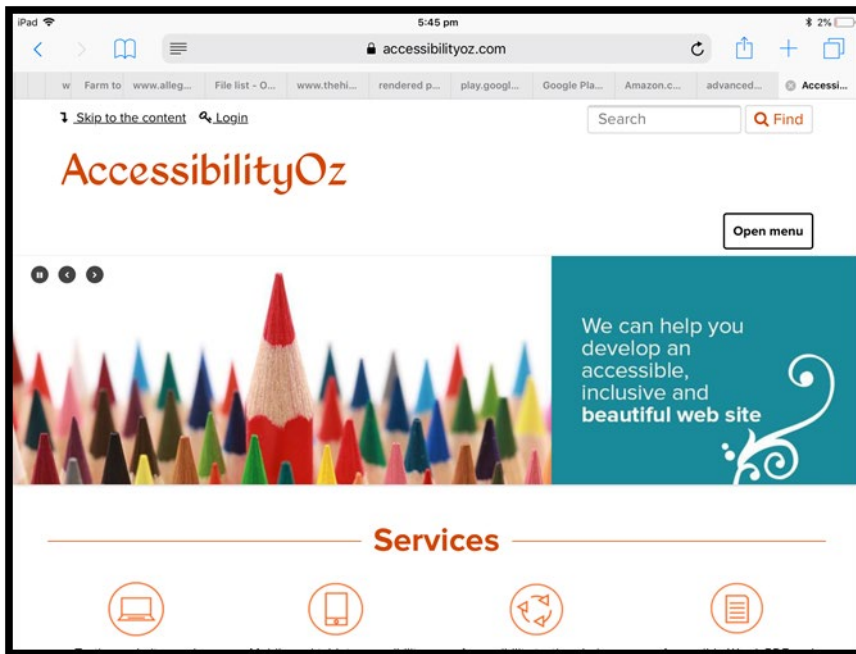 iPad
5:45 pm
2%
accessibilityoz.com
w
Farm to
www.alleg...
File list - O...
www.thehi...
rendered p...
play.googl...
Google Pla...
Amazon.c...
advanced...
Accessi...
Skip to the content
Login
Search
Find
AccessibilityOz
Open menu
We can help you
develop an
accessible,
inclusive and
beautiful web site
Services